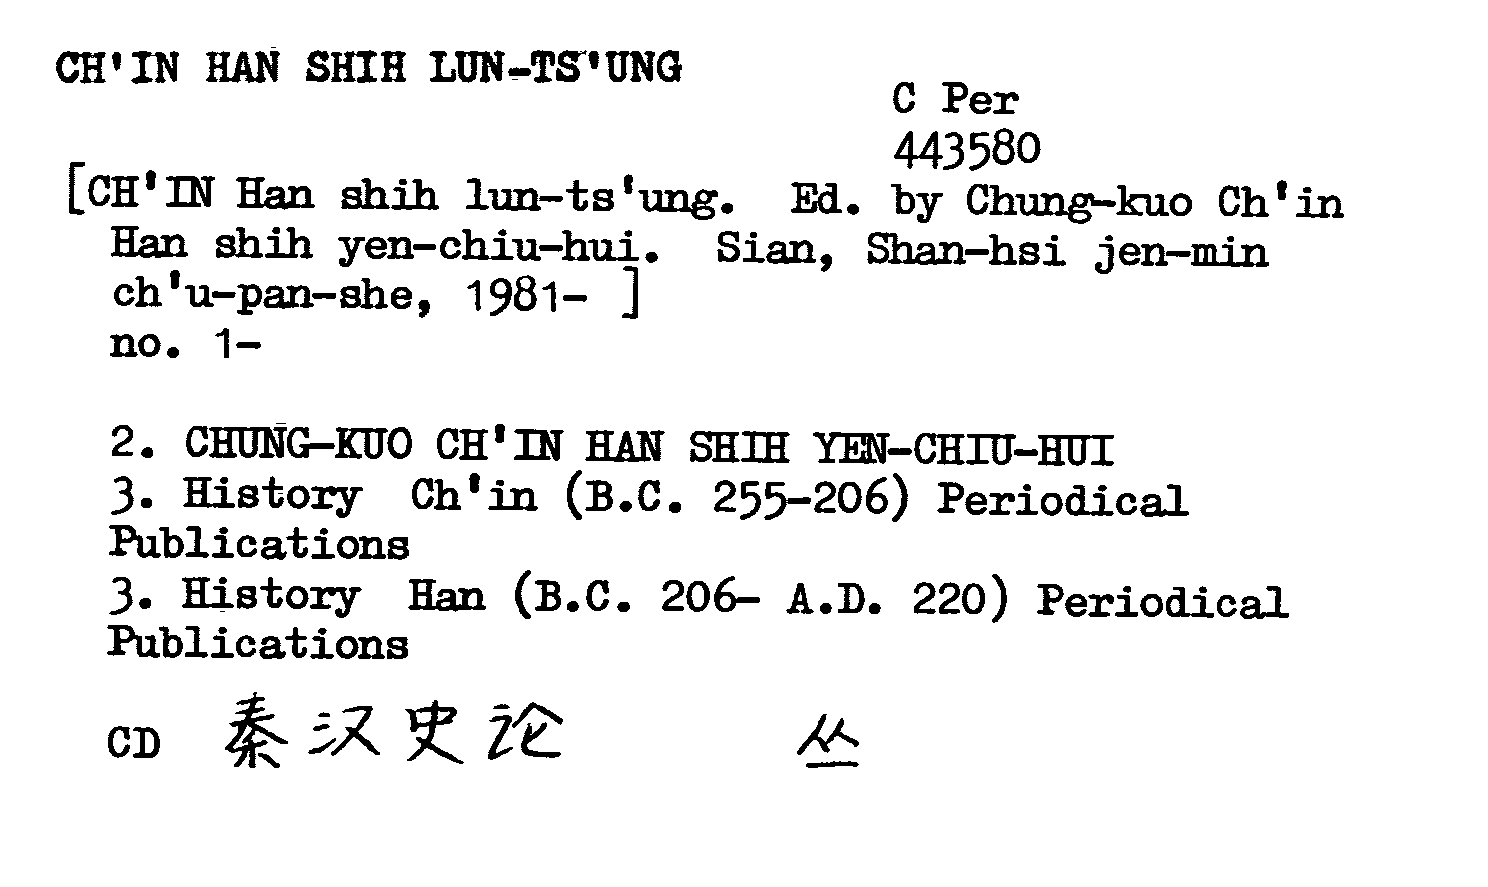 CH'IN HAN SHIH LUN-TS'UNG
C Per
443580
[CH'IN Han shih lun-ts'ung. Ed. by Chung-kuo Ch'in
Han shih yen-chiu-hui. Sian, Shan-hsi jen-min
ch'u-pan-she, 1981- ]
no. 1-
2. CHUNG-KUO CH'IN HAN SHIH YEN-CHIU-HUI
3. History Ch'in (B.C. 255-206) Periodical
Publications
3. History Han (B.C. 206- A.D. 220) Periodical
Publications
CD 秦汉史论 丛